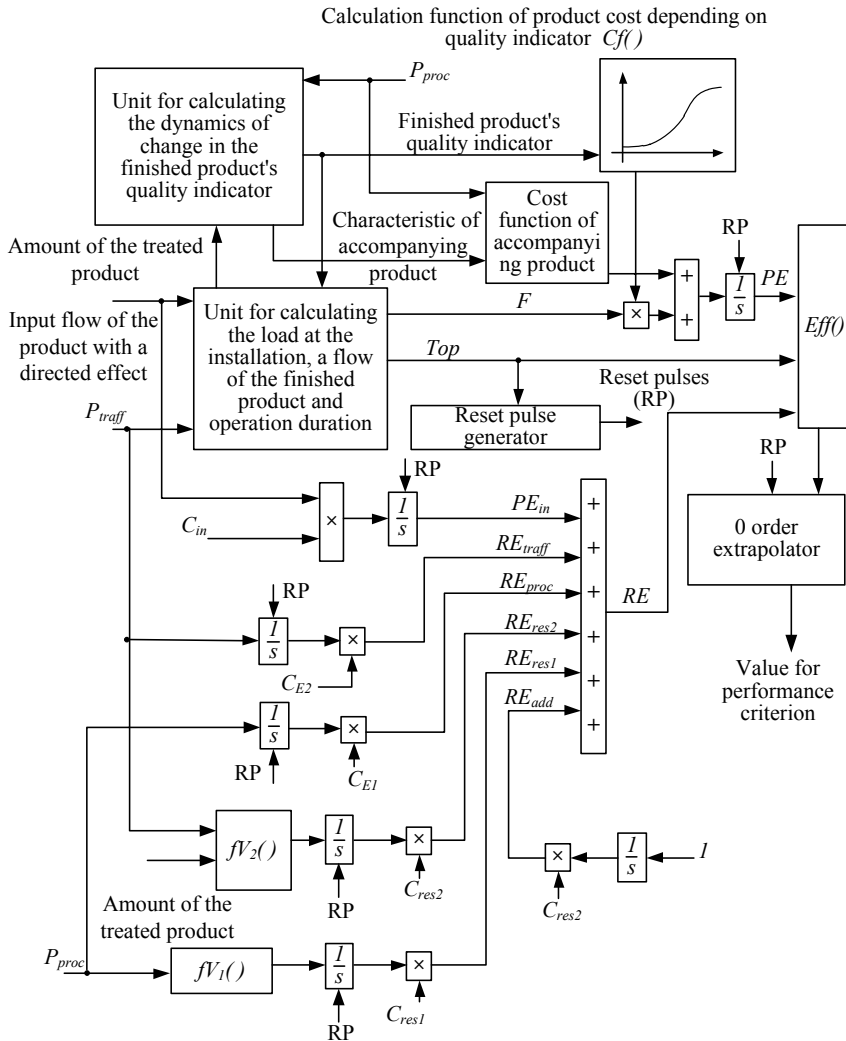 Calculation function of product cost depending on
quality indicator Cf()
P_proc
Unit for calculating
the dynamics of
change in the
finished product's
quality indicator
Finished product's
quality indicator
Cost
function of
accompanyi
ng product
Characteristic of
accompanying
product
Amount of the treated
product
RP
PE
1/s
+
+
F
×
Eff()
Input flow of the
product with a
directed effect
Unit for calculating
the load at the
installation, a flow
of the finished
product and
operation duration
Top
Reset pulses
(RP)
Reset pulse
generator
P_traff
RP
RP
C_in
×
1/s
PE_in
+
0 order
extrapolator
RE_traff
+
RP
1/s
×
RE_proc
+
RE
C_E2
RE_res2
+
Value for
performance
criterion
RE_res1
+
1/s
×
RE_add
+
RP
C_E1
fV_2()
1/s
×
RP
C_res2
×
1/s
1
C_res2
Amount of the
treated product
P_proc
fV_1()
1/s
×
RP
C_res1